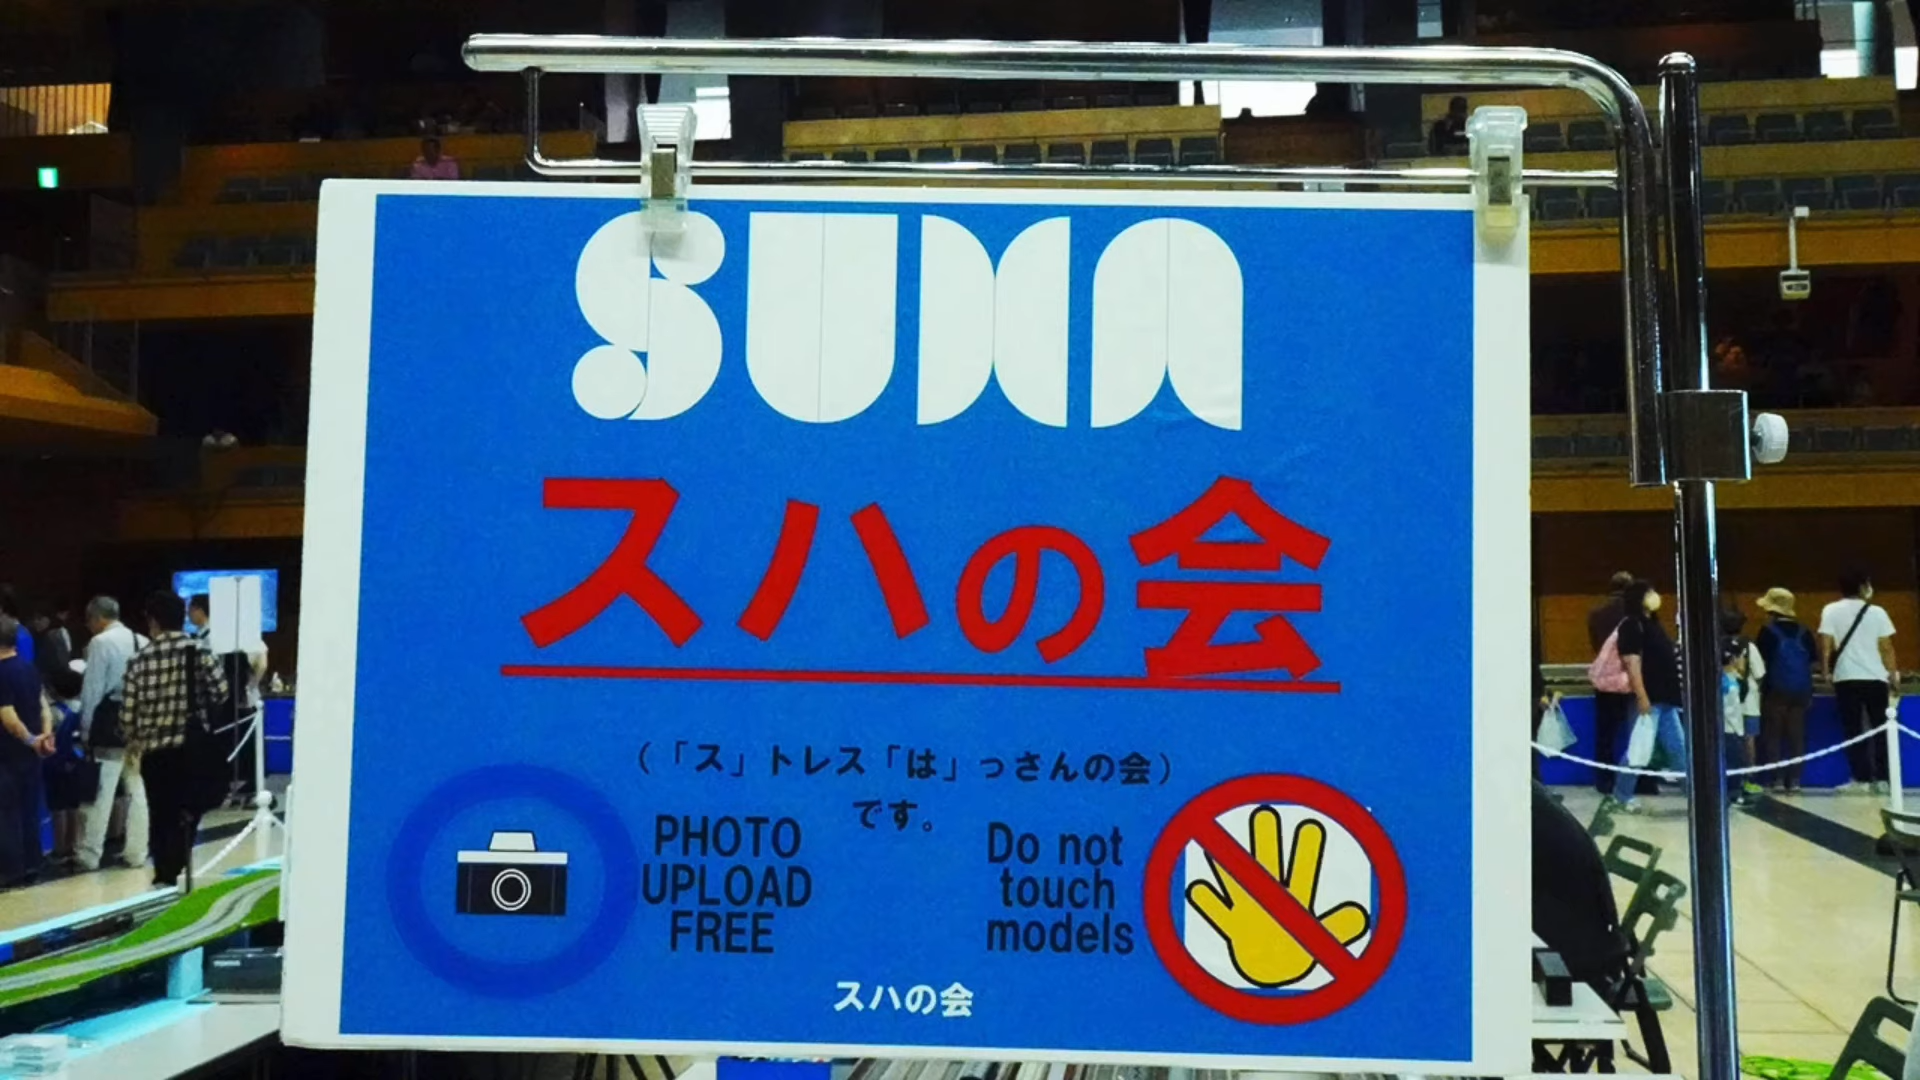 SUHA
スハの会
(「ス」トレス「は」っさんの会)
です。
PHOTO
UPLOAD
FREE
Do not
touch
models
スハの会